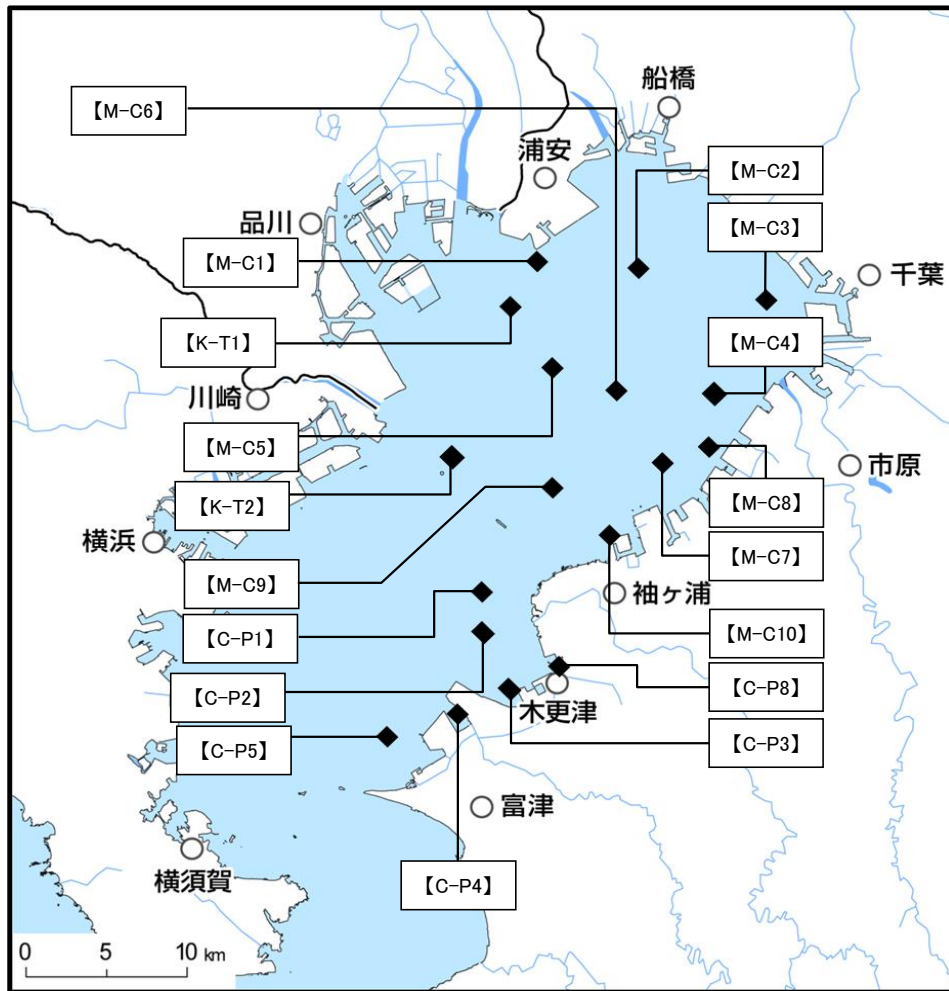 船橋
【M-C6】
浦安
【M-C2】
品川
【M-C3】
【M-C1】
千葉
【K-T1】
【M-C4】
川崎
【M-C5】
市原
【K-T2】
【M-C8】
横浜
【M-C7】
【M-C9】
袖ヶ浦
【C-P1】
【M-C10】
【C-P2】
【C-P8】
木更津
【C-P5】
【C-P3】
富津
横須賀
【C-P4】
0 5 10 km